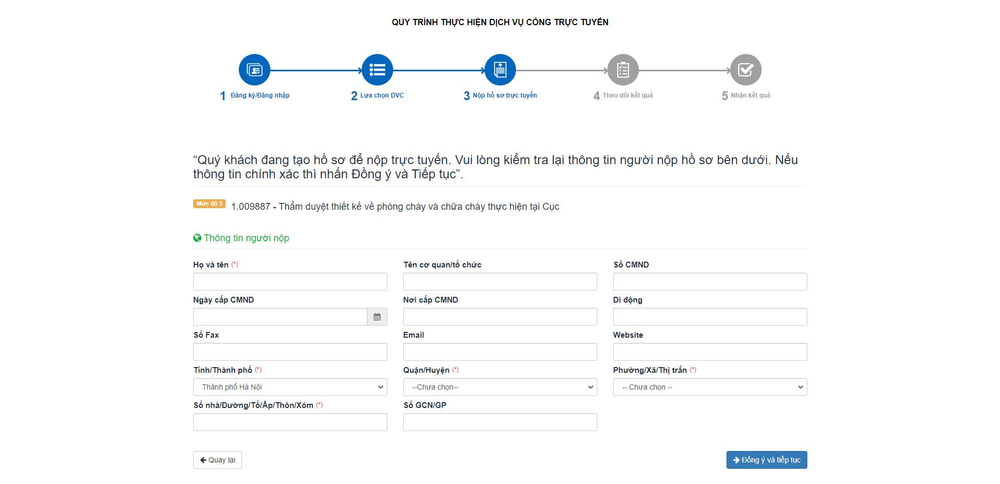 QUY TRÌNH THỰC HIỆN DỊCH VỤ CÔNG TRỰC TUYẾN
1 Đăng ký/Đăng nhập
2 Lựa chọn DVC
3 Nộp hồ sơ trực tuyến
4 Theo dõi kết quả
5 Nhận kết quả
“Quý khách đang tạo hồ sơ để nộp trực tuyến. Vui lòng kiểm tra lại thông tin người nộp hồ sơ bên dưới. Nếu
thông tin chính xác thì nhấn Đồng ý và Tiếp tục”.
Mức độ 3 1.009887 - Thẩm duyệt thiết kế về phòng cháy và chữa cháy thực hiện tại Cục
Thông tin người nộp
Họ và tên (*)
Tên cơ quan/tổ chức
Số CMND
Ngày cấp CMND
Nơi cấp CMND
Di động
Số Fax
Email
Website
Tỉnh/Thành phố (*)
Quận/Huyện (*)
Phường/Xã/Thị trấn (*)
Thành phố Hà Nội
--Chưa chọn--
-- Chưa chọn --
Số nhà/Đường/Tổ/Ấp/Thôn/Xóm (*)
Số GCN/GP
Quay lại
Đồng ý và tiếp tục